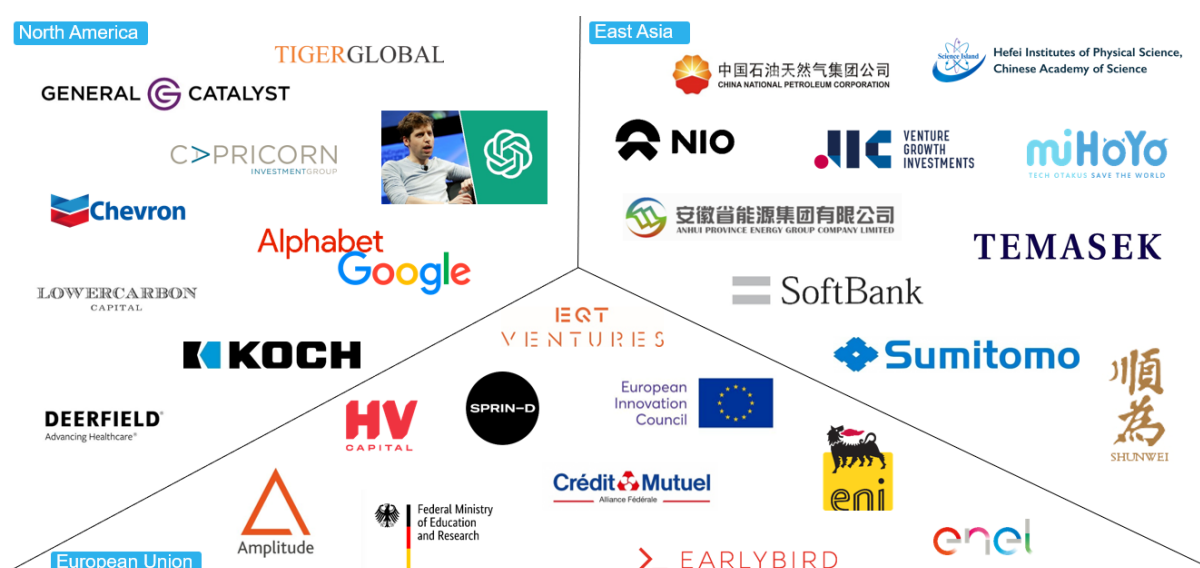 North America
TIGERGLOBAL
GENERAL CATALYST
CAPRICORN
INVESTMENTGROUP
Chevron
Alphabet
Google
LOWERCARBON
CAPITAL
KOCH
DEERFIELD®
Advancing Healthcare®
East Asia
中国石油天然气集团公司
CHINA NATIONAL PETROLEUM CORPORATION
Science Island
Hefei Institutes of Physical Science,
Chinese Academy of Science
NIO
JIC
VENTURE
GROWTH
INVESTMENTS
miHoYo
TECH OTAKUS SAVE THE WORLD
安徽省能源集团有限公司
ANHUI PROVINCE ENERGY GROUP COMPANY LIMITED
TEMASEK
SoftBank
Sumitomo
順
為
SHUNWEI
EQT
VENTURES
HV
CAPITAL
SPRIN-D
European
Innovation
Council
Crédit Mutuel
Alliance Fédérale
eni
Amplitude
Federal Ministry
of Education
and Research
EARLYBIRD
enel
European Union